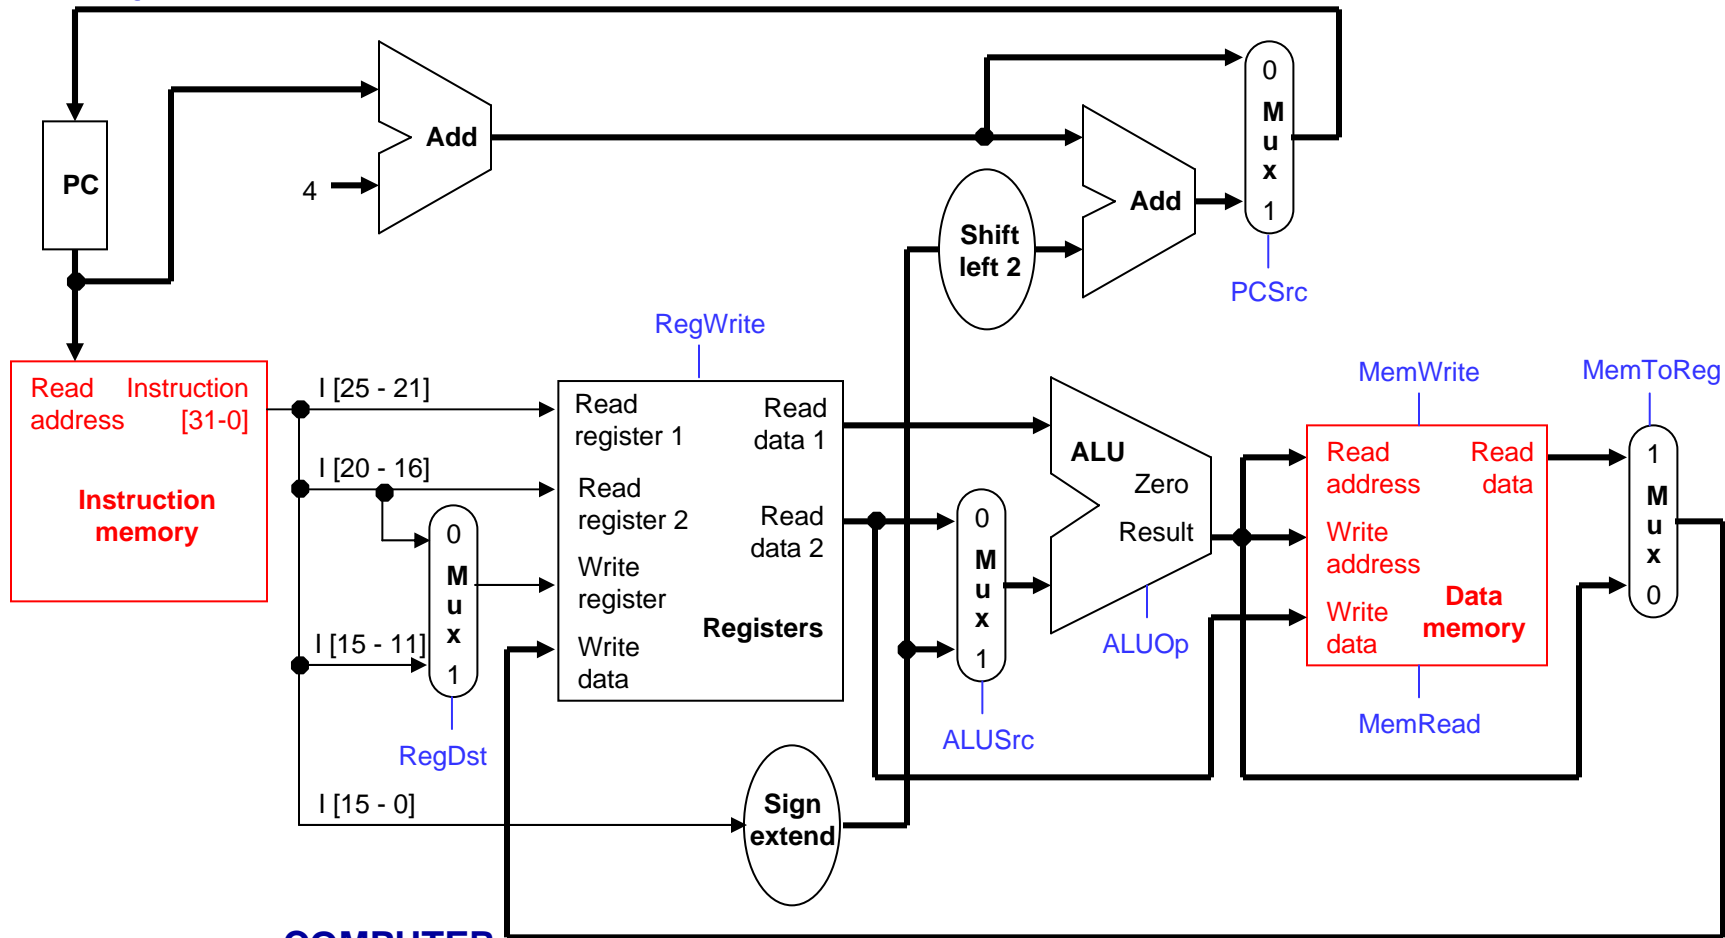 0
M
u
x
1
PCSrc
Add
4
PC
Add
Shift
left 2
RegWrite
MemWrite
MemToReg
Read
address
Instruction
[31-0]
Instruction
memory
I [25 - 21]
I [20 - 16]
I [15 - 11]
I [15 - 0]
0
M
u
x
1
RegDst
Read
register 1
Read
register 2
Write
register
Write
data
Read
data 1
Read
data 2
Registers
0
M
u
x
1
ALUSrc
ALU
Zero
Result
ALUOp
Read
address
Write
address
Write
data
Read
data
Data
memory
MemRead
1
M
u
x
0
Sign
extend
COMPUTER